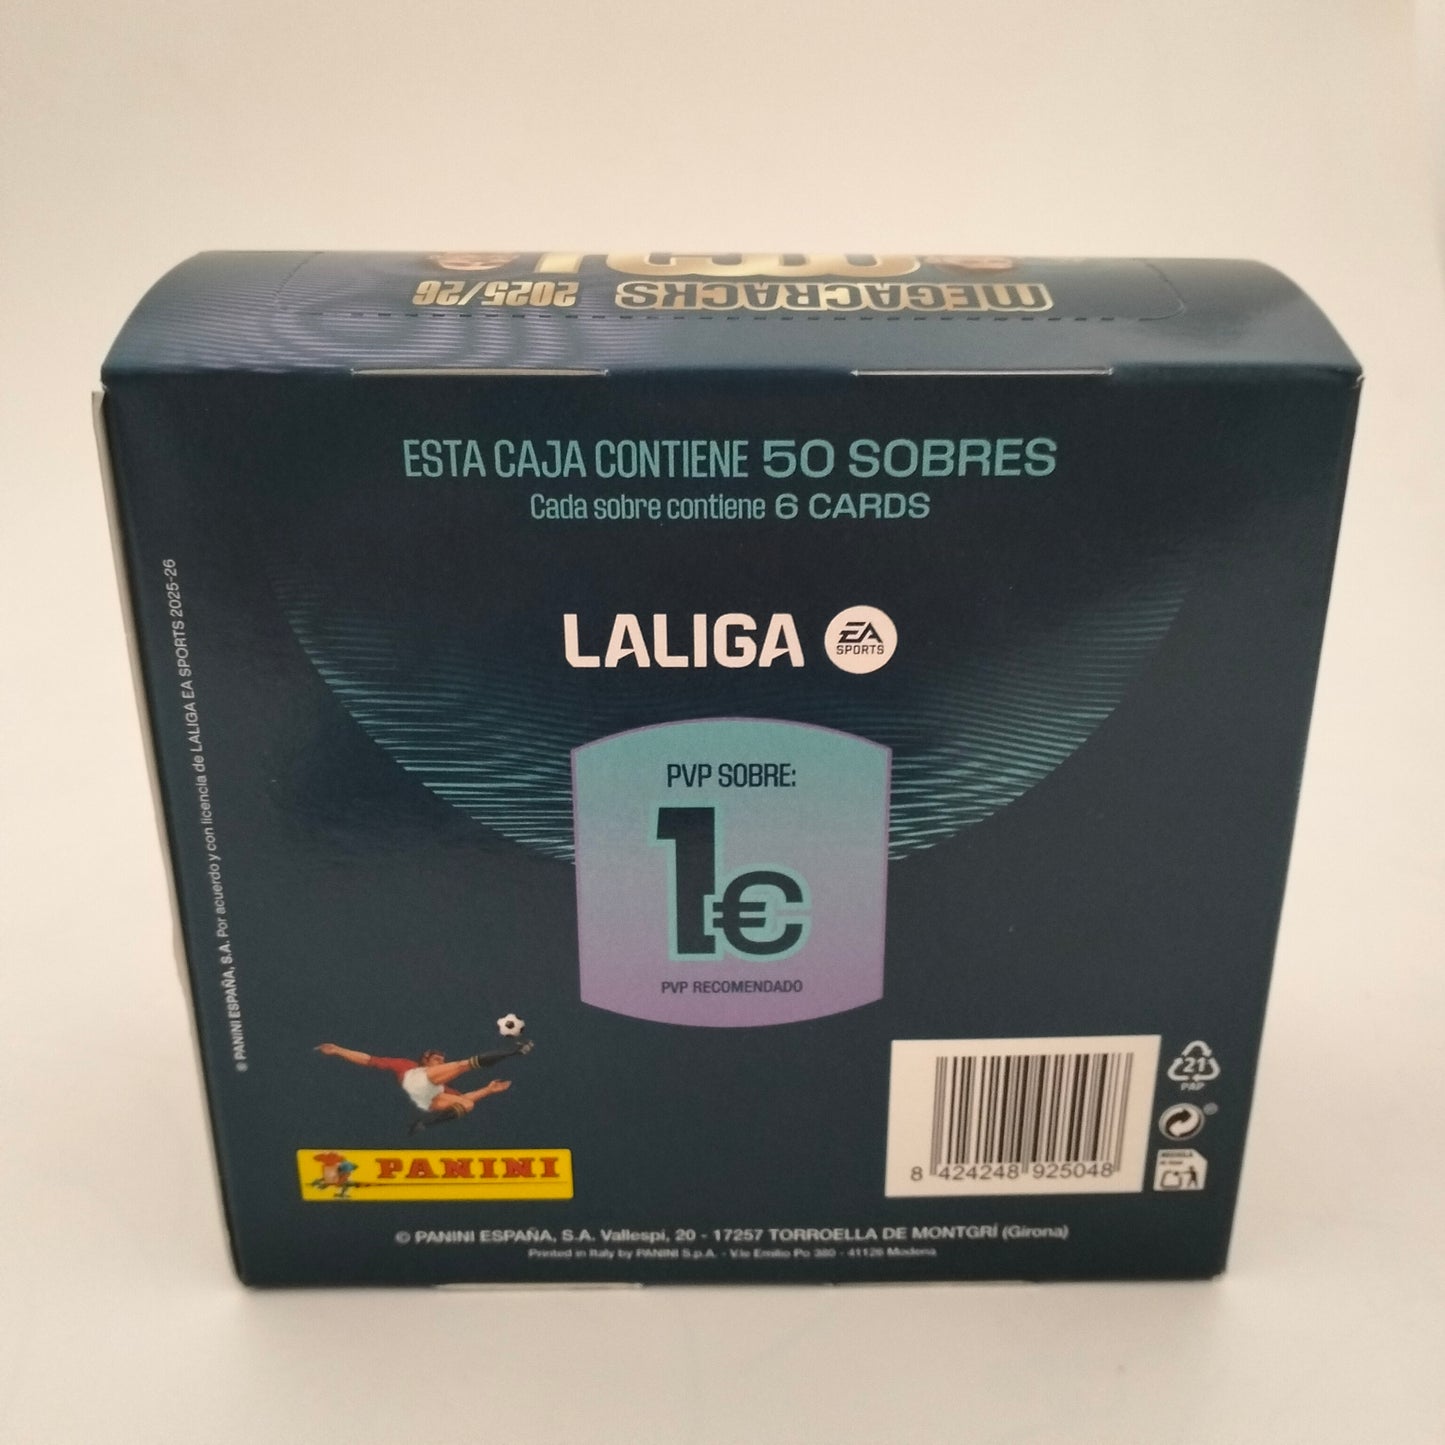 MEGACRACKS 2025/26
ESTA CAJA CONTIENE 50 SOBRES
Cada sobre contiene 6 CARDS
LALIGA EA SPORTS
PVP SOBRE:
1€
PVP RECOMENDADO
© PANINI ESPAÑA, S.A. Por acuerdo y con licencia de LALIGA EA SPORTS 2025-26
PANINI
8 424248 925048
21
PAP
© PANINI ESPAÑA, S.A. Vallespi, 20 - 17257 TORROELLA DE MONTGRÍ (Girona)
Printed in Italy by PANINI S.p.A. - V.le Emilio Po 380 - 41126 Modena